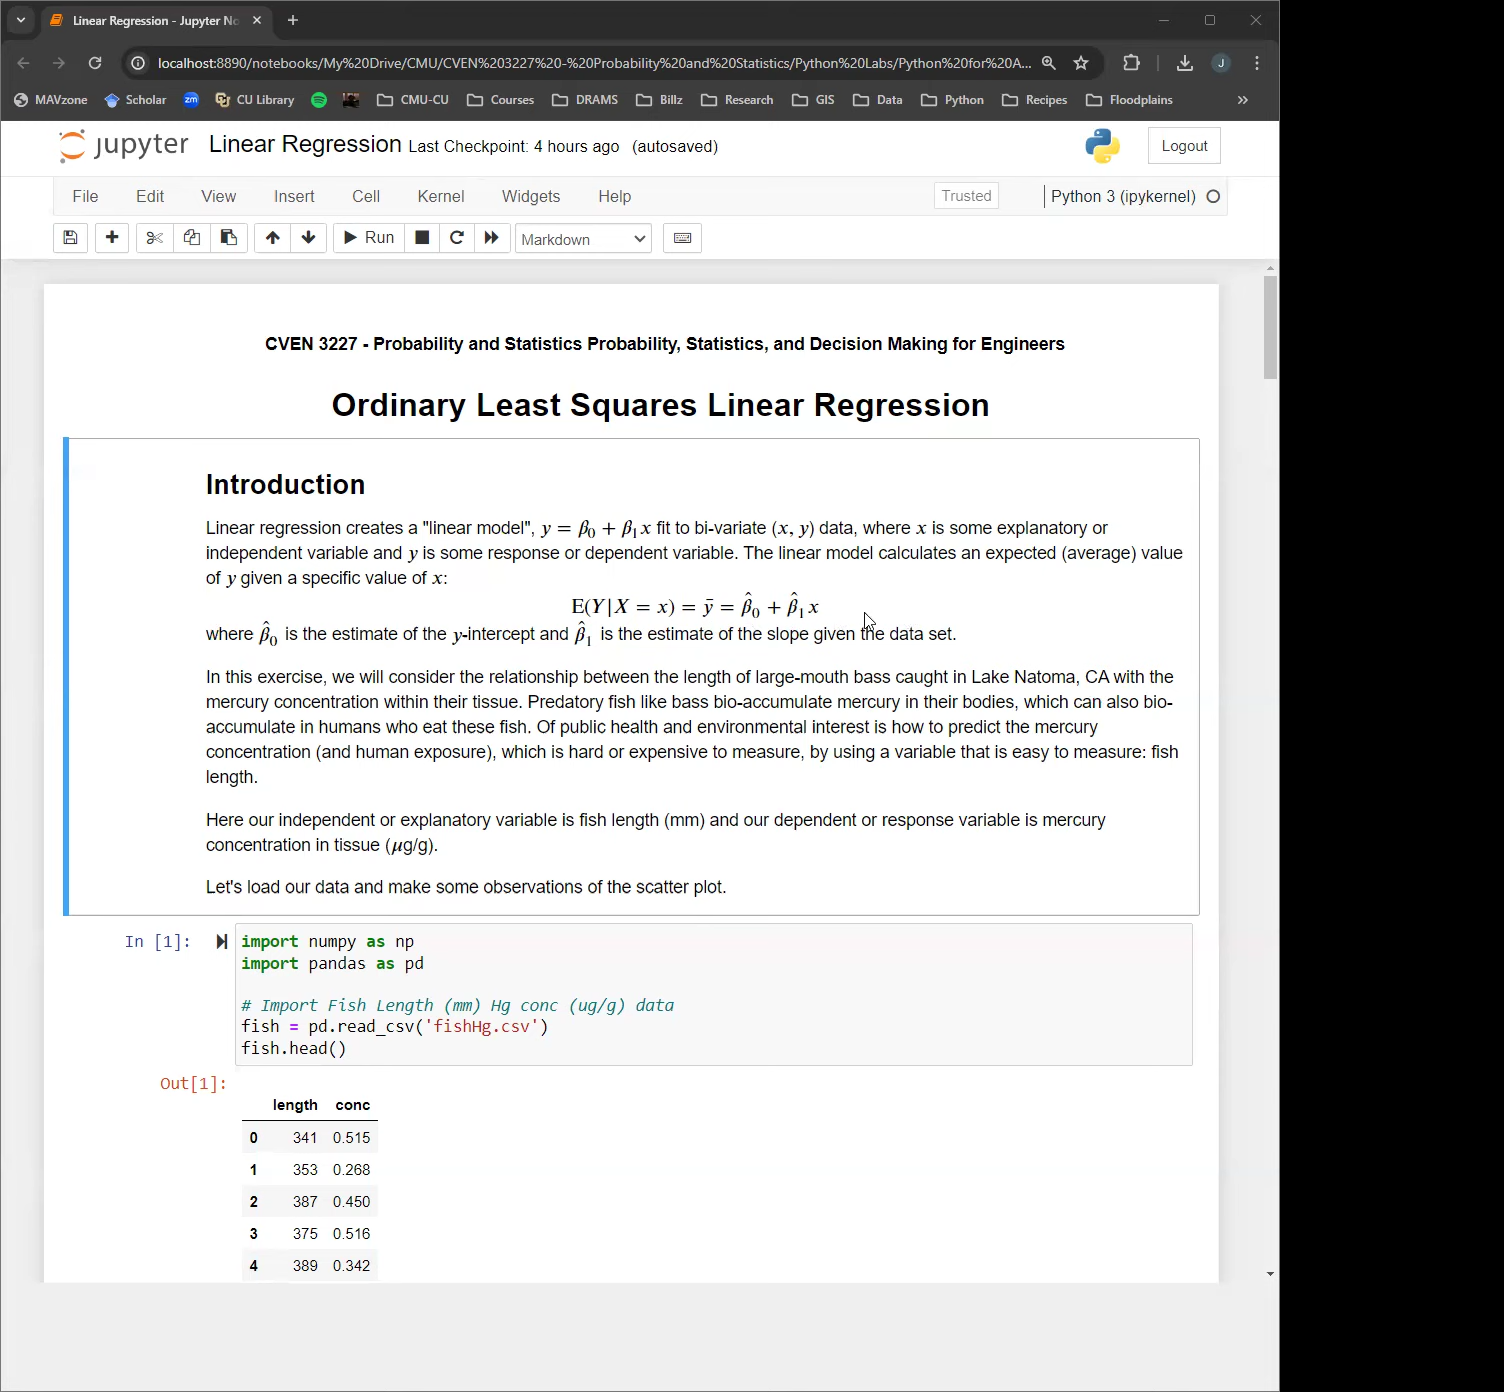 Linear Regression - Jupyter No
localhost:8890/notebooks/My%20Drive/CMU/CVEN%203227%20-%20Probability%20and%20Statistics/Python%20Labs/Python%20for%20A...
J
MAVzone Scholar zm CU Library CMU-CU Courses DRAMS Billz Research GIS Data Python Recipes Floodplains »
jupyter Linear Regression Last Checkpoint: 4 hours ago (autosaved) Logout
File Edit View Insert Cell Kernel Widgets Help Trusted Python 3 (ipykernel)
Run Markdown
CVEN 3227 - Probability and Statistics Probability, Statistics, and Decision Making for Engineers
Ordinary Least Squares Linear Regression
Introduction
Linear regression creates a "linear model", y = β₀ + β₁x fit to bi-variate (x, y) data, where x is some explanatory or
independent variable and y is some response or dependent variable. The linear model calculates an expected (average) value
of y given a specific value of x:
E(Y|X = x) = ȳ = β̂₀ + β̂₁x
where β̂₀ is the estimate of the y-intercept and β̂₁ is the estimate of the slope given the data set.
In this exercise, we will consider the relationship between the length of large-mouth bass caught in Lake Natoma, CA with the
mercury concentration within their tissue. Predatory fish like bass bio-accumulate mercury in their bodies, which can also bio-
accumulate in humans who eat these fish. Of public health and environmental interest is how to predict the mercury
concentration (and human exposure), which is hard or expensive to measure, by using a variable that is easy to measure: fish
length.
Here our independent or explanatory variable is fish length (mm) and our dependent or response variable is mercury
concentration in tissue (μg/g).
Let's load our data and make some observations of the scatter plot.
In [1]: import numpy as np
import pandas as pd
# Import Fish Length (mm) Hg conc (ug/g) data
fish = pd.read_csv('fishHg.csv')
fish.head()
Out[1]:
length conc
0 341 0.515
1 353 0.268
2 387 0.450
3 375 0.516
4 389 0.342